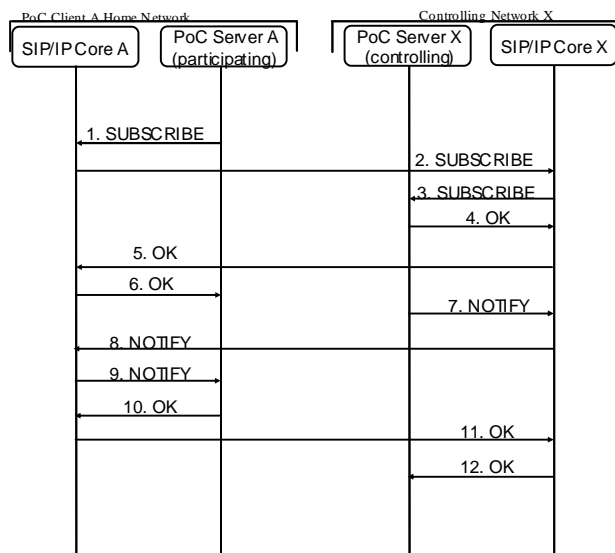 PoC Client A Home Network
Controlling Network X
SIP/IP Core A
PoC Server A
(participating)
PoC Server X
(controlling)
SIP/IP Core X
1. SUBSCRIBE
2. SUBSCRIBE
3. SUBSCRIBE
4. OK
5. OK
6. OK
7. NOTIFY
8. NOTIFY
9. NOTIFY
10. OK
11. OK
12. OK